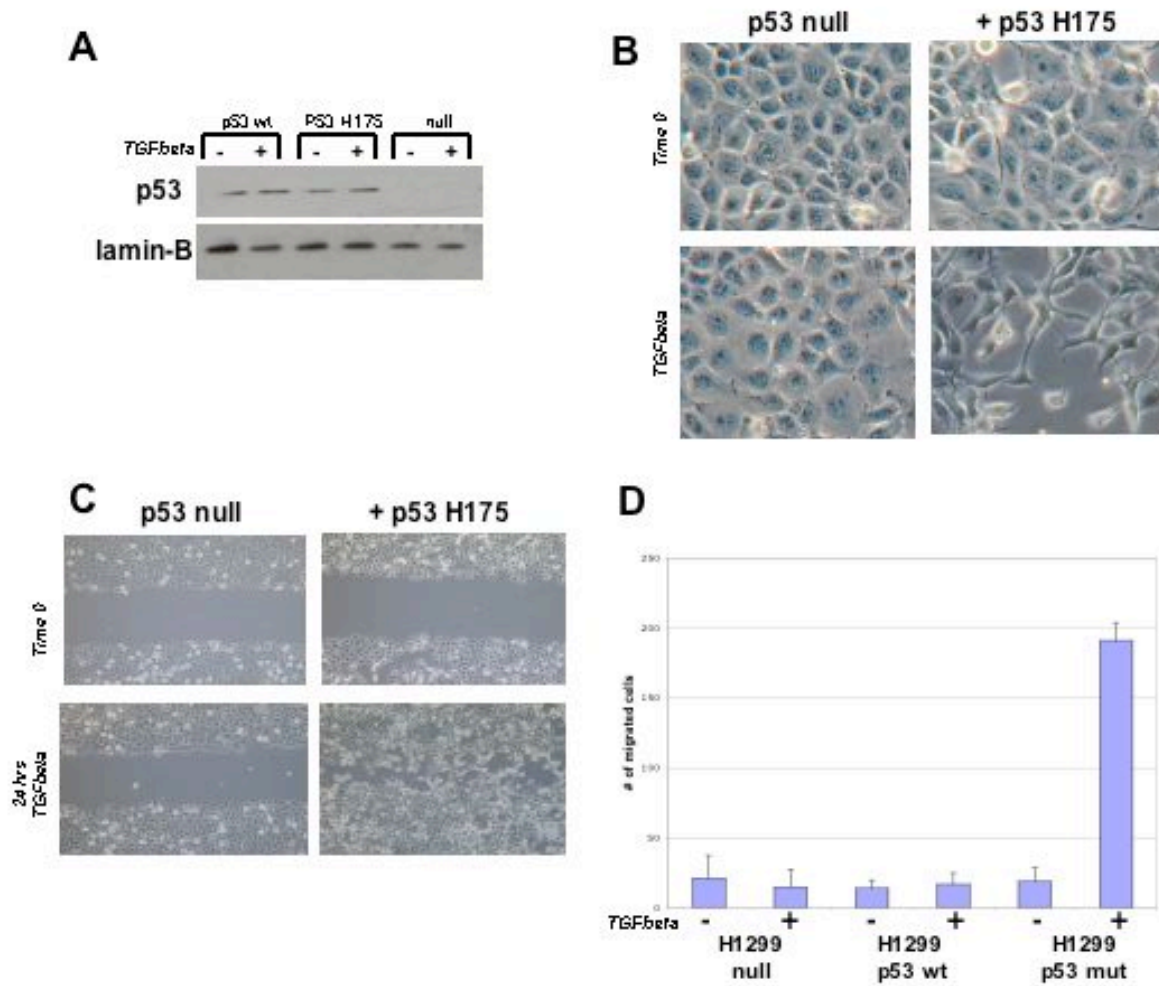 A
p53 wt P53 H175 null
TGFbeta - + - + - +
p53
lamin-B
B
p53 null + p53 H175
Time 0
TGFbeta
C
p53 null + p53 H175
Time 0
24 hrs
TGFbeta
D
250
200
150
100
50
0
# of migrated cells
TGFbeta - + - + - +
H1299 H1299 H1299
null p53 wt p53 mut